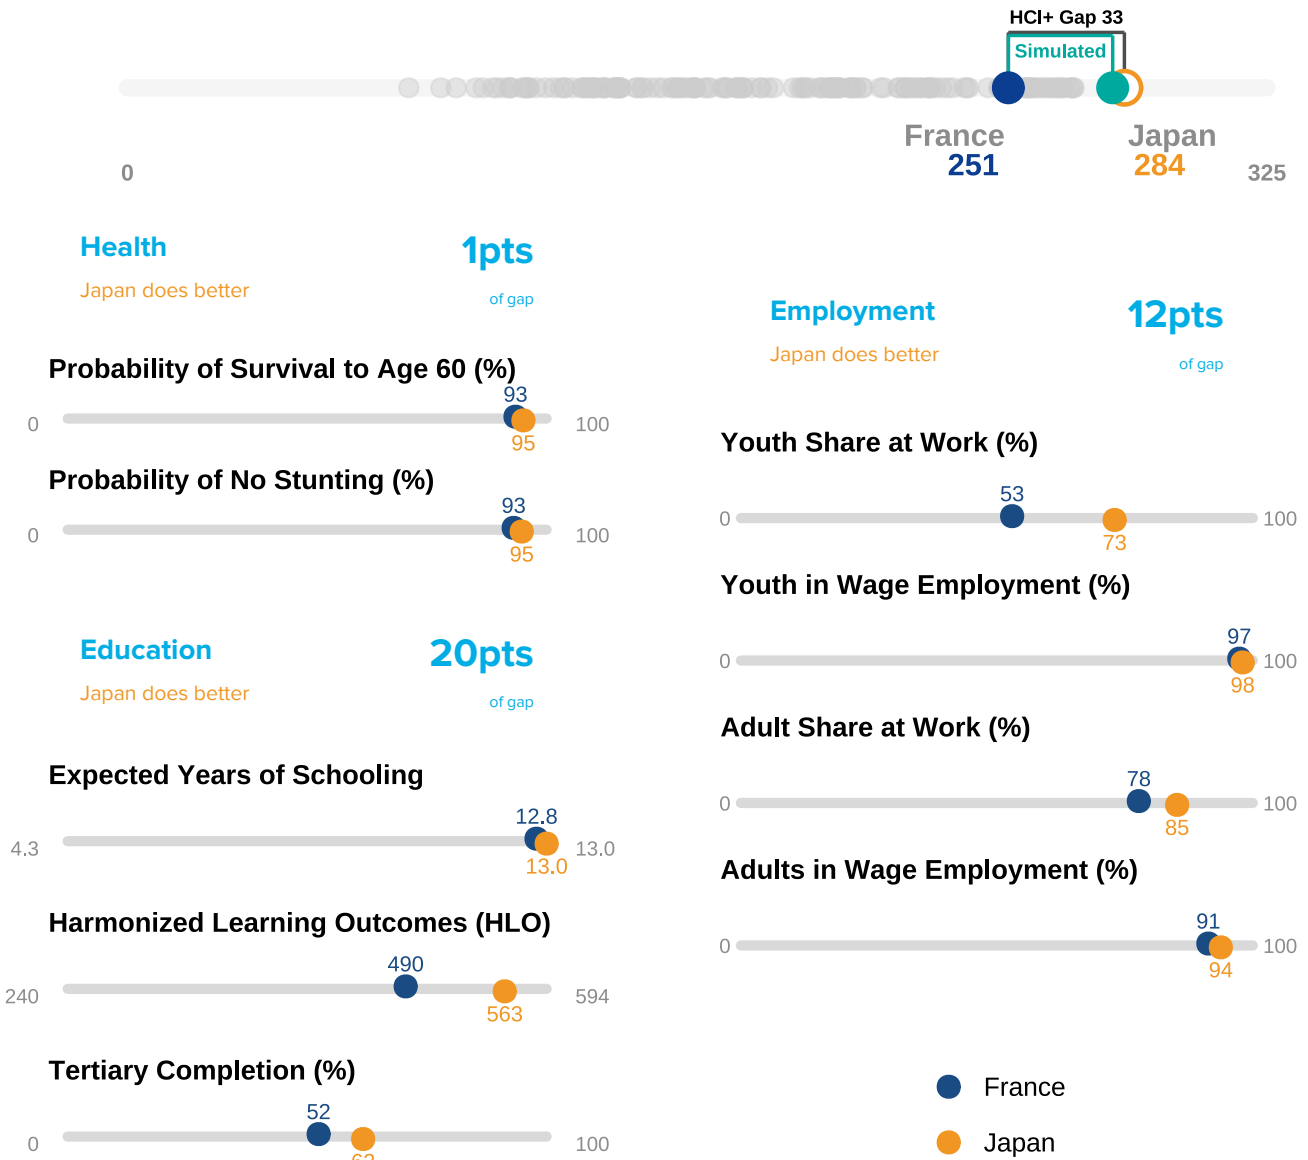 HCI+ Gap 33
Simulated
France
251
Japan
284
0
325
Health
1pts
Japan does better
of gap
Probability of Survival to Age 60 (%)
93
0
100
95
Probability of No Stunting (%)
93
0
100
95
Education
20pts
Japan does better
of gap
Expected Years of Schooling
12.8
4.3
13.0
13.0
Harmonized Learning Outcomes (HLO)
490
240
594
563
Tertiary Completion (%)
52
0
100
Employment
12pts
Japan does better
of gap
Youth Share at Work (%)
53
0
100
73
Youth in Wage Employment (%)
97
0
100
98
Adult Share at Work (%)
78
0
100
85
Adults in Wage Employment (%)
91
0
100
94
France
Japan